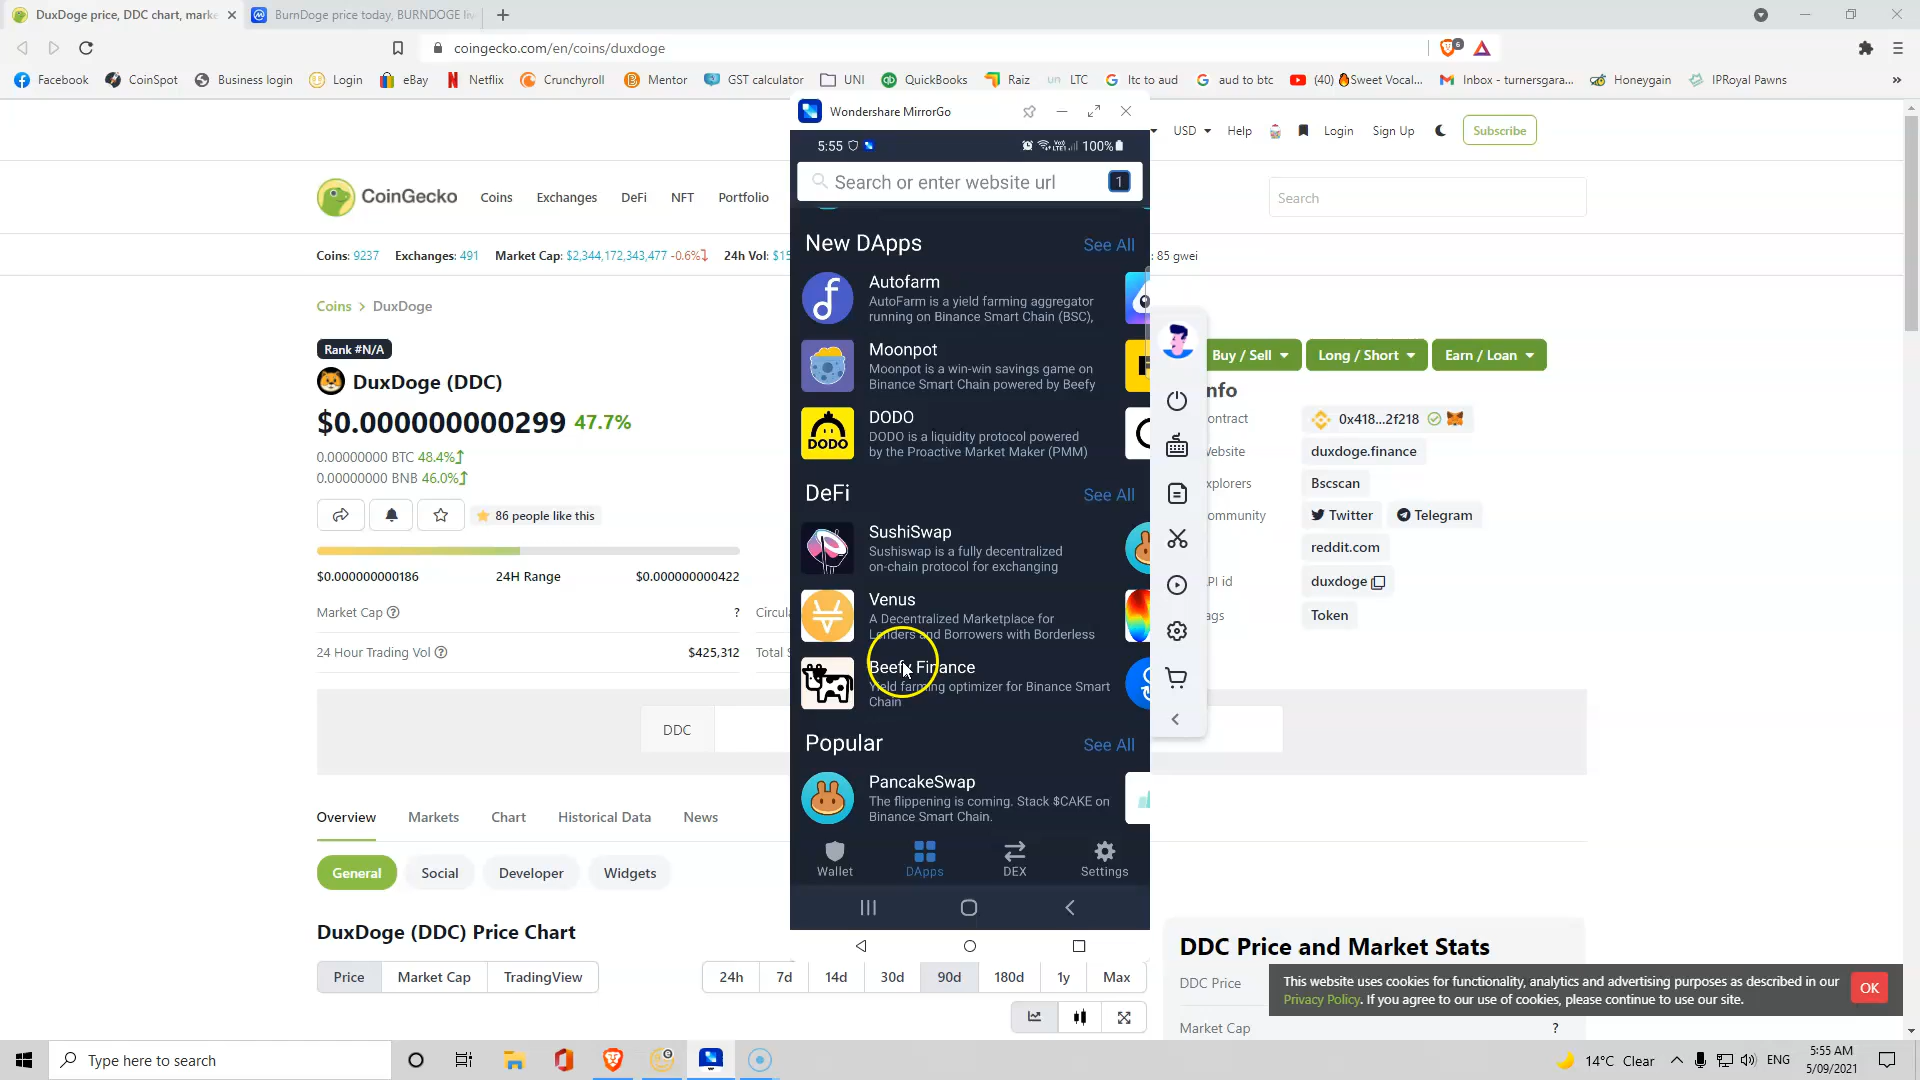 DuxDoge price, DDC chart, marke
BurnDoge price today, BURNDOGE liv
coingecko.com/en/coins/duxdoge
6
Facebook
CoinSpot
Business login
Login
eBay
Netflix
Crunchyroll
Mentor
GST calculator
UNI
QuickBooks
Raiz
LTC
ltc to aud
aud to btc
(40) 🔥Sweet Vocal...
Inbox - turnersgara...
Honeygain
IPRoyal Pawns
»
Wondershare MirrorGo
USD
Help
Login
Sign Up
Subscribe
5:55
100%
Search or enter website url
1
CoinGecko
Coins
Exchanges
DeFi
NFT
Portfolio
Search
Coins: 9237
Exchanges: 491
Market Cap: $2,344,172,343,477 -0.6%
24h Vol: $15
: 85 gwei
New DApps
See All
Autofarm
AutoFarm is a yield farming aggregator
running on Binance Smart Chain (BSC),
Moonpot
Moonpot is a win-win savings game on
Binance Smart Chain powered by Beefy
DODO
DODO
DODO is a liquidity protocol powered
by the Proactive Market Maker (PMM)
DeFi
See All
SushiSwap
Sushiswap is a fully decentralized
on-chain protocol for exchanging
Venus
A Decentralized Marketplace for
Lenders and Borrowers with Borderless
Beefy Finance
Yield farming optimizer for Binance Smart
Chain
Popular
See All
PancakeSwap
The flippening is coming. Stack $CAKE on
Binance Smart Chain.
Wallet
DApps
DEX
Settings
Coins > DuxDoge
Rank #N/A
DuxDoge (DDC)
$0.000000000299 47.7%
0.00000000 BTC 48.4%
0.00000000 BNB 46.0%
86 people like this
$0.000000000186
24H Range
$0.000000000422
Market Cap
?
Circula
24 Hour Trading Vol
$425,312
Total S
DDC
Buy / Sell
Long / Short
Earn / Loan
nfo
ontract
0x418...2f218
Website
duxdoge.finance
xplorers
Bscscan
ommunity
Twitter
Telegram
reddit.com
PI id
duxdoge
ags
Token
Overview
Markets
Chart
Historical Data
News
General
Social
Developer
Widgets
DuxDoge (DDC) Price Chart
Price
Market Cap
TradingView
24h
7d
14d
30d
90d
180d
1y
Max
DDC Price and Market Stats
DDC Price
Market Cap
?
This website uses cookies for functionality, analytics and advertising purposes as described in our
Privacy Policy. If you agree to our use of cookies, please continue to use our site.
OK
Type here to search
14°C Clear
ENG
5:55 AM
5/09/2021